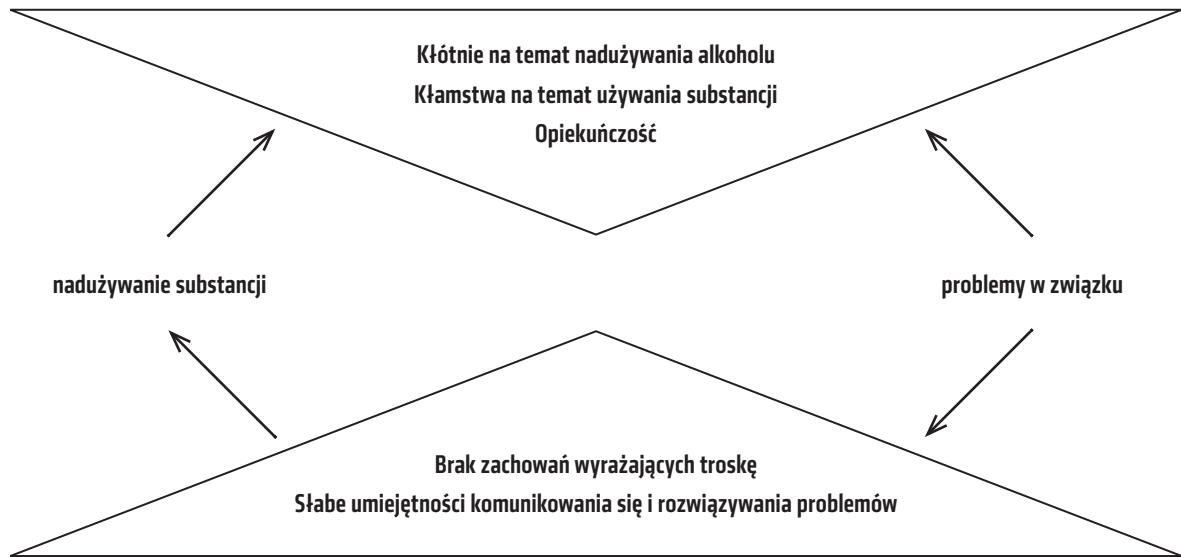 Kłótnie na temat nadużywania alkoholu
Kłamstwa na temat używania substancji
Opiekuńczość
nadużywanie substancji
problemy w związku
Brak zachowań wyrażających troskę
Słabe umiejętności komunikowania się i rozwiązywania problemów